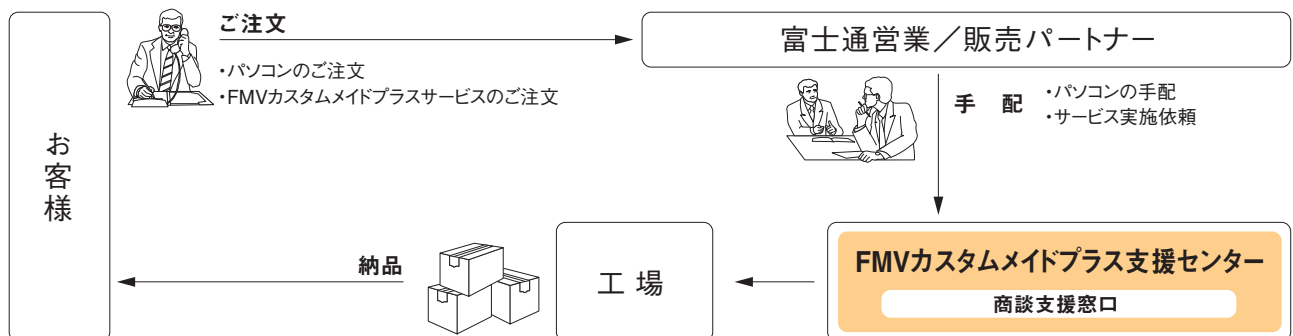 お客様
ご注文
・パソコンのご注文
・FMVカスタムメイドプラスサービスのご注文
富士通営業／販売パートナー
手　配
・パソコンの手配
・サービス実施依頼
FMVカスタムメイドプラス支援センター
商談支援窓口
工 場
納品